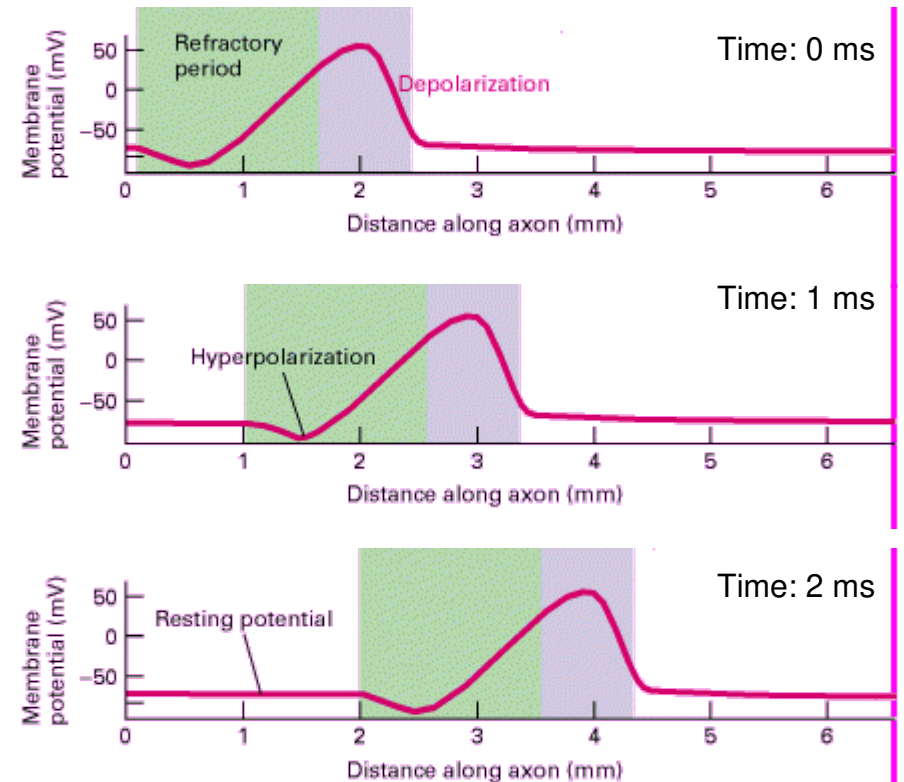 Time: 0 ms
Refractory
period
Depolarization
Membrane
potential (mV)
50
0
−50
0 1 2 3 4 5 6
Distance along axon (mm)
Time: 1 ms
Hyperpolarization
Membrane
potential (mV)
50
0
−50
0 1 2 3 4 5 6
Distance along axon (mm)
Time: 2 ms
Resting potential
Membrane
potential (mV)
50
0
−50
0 1 2 3 4 5 6
Distance along axon (mm)